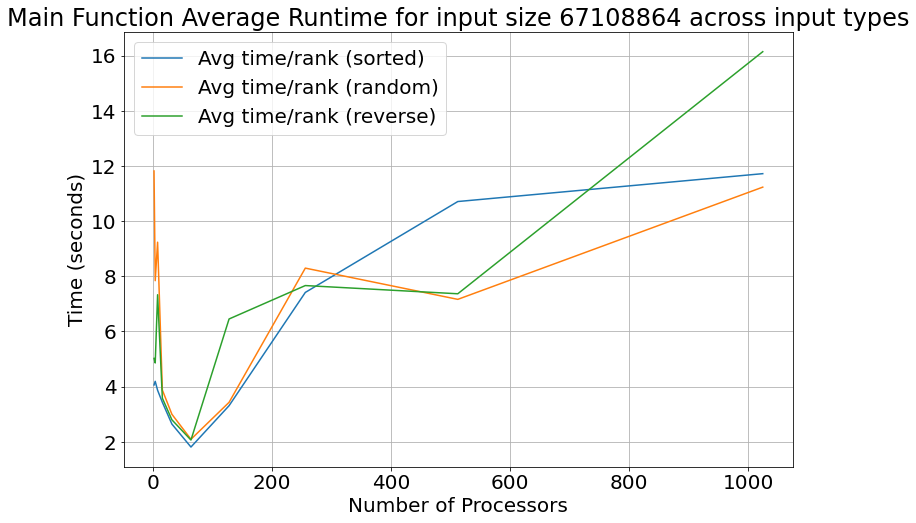 Main Function Average Runtime for input size 67108864 across input types
Avg time/rank (sorted)
Avg time/rank (random)
Avg time/rank (reverse)
Time (seconds)
16
14
12
10
8
6
4
2
0 200 400 600 800 1000
Number of Processors